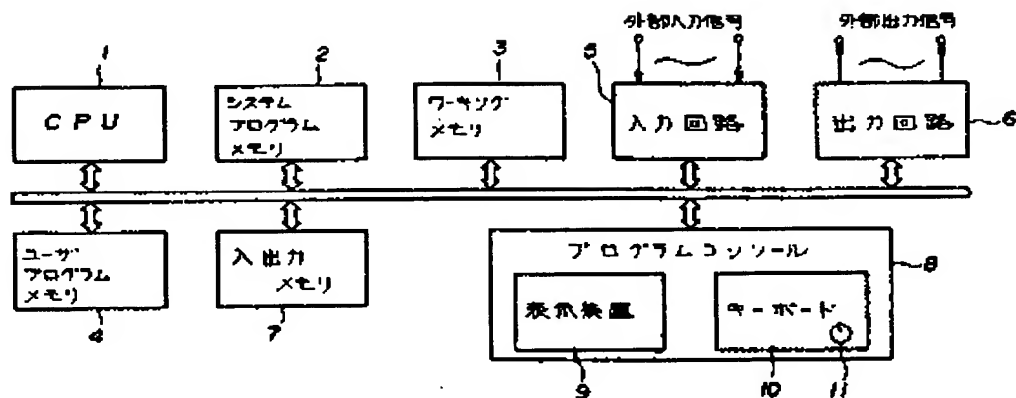 外部入力信号
外部出力信号
1
2
3
5
CPU
システム
プログラム
メモリ
ワーキング
メモリ
入力回路
出力回路
6
ユーザ
プログラム
メモリ
入出力
メモリ
プログラムコンソール
8
表示装置
キーボード
4
7
9
10
11